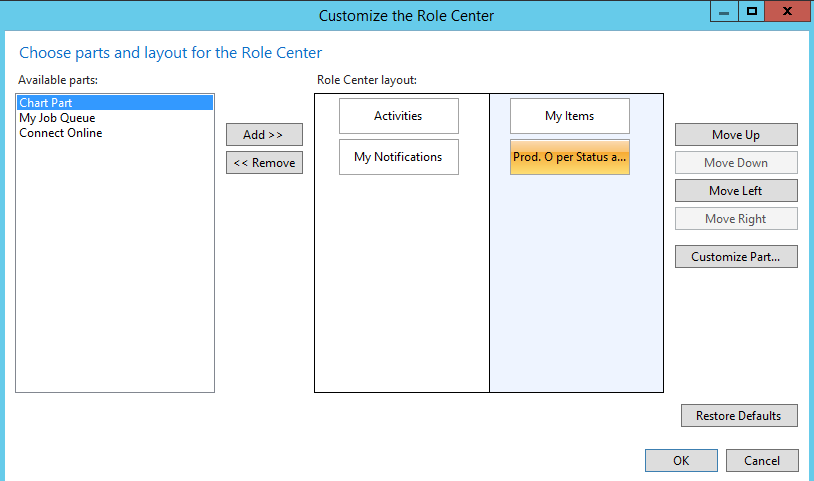 Customize the Role Center
Choose parts and layout for the Role Center
Available parts:
Chart Part
My Job Queue
Connect Online
Add >>
<< Remove
Role Center layout:
Activities
My Notifications
My Items
Prod. O per Status a...
Move Up
Move Down
Move Left
Move Right
Customize Part...
Restore Defaults
OK
Cancel